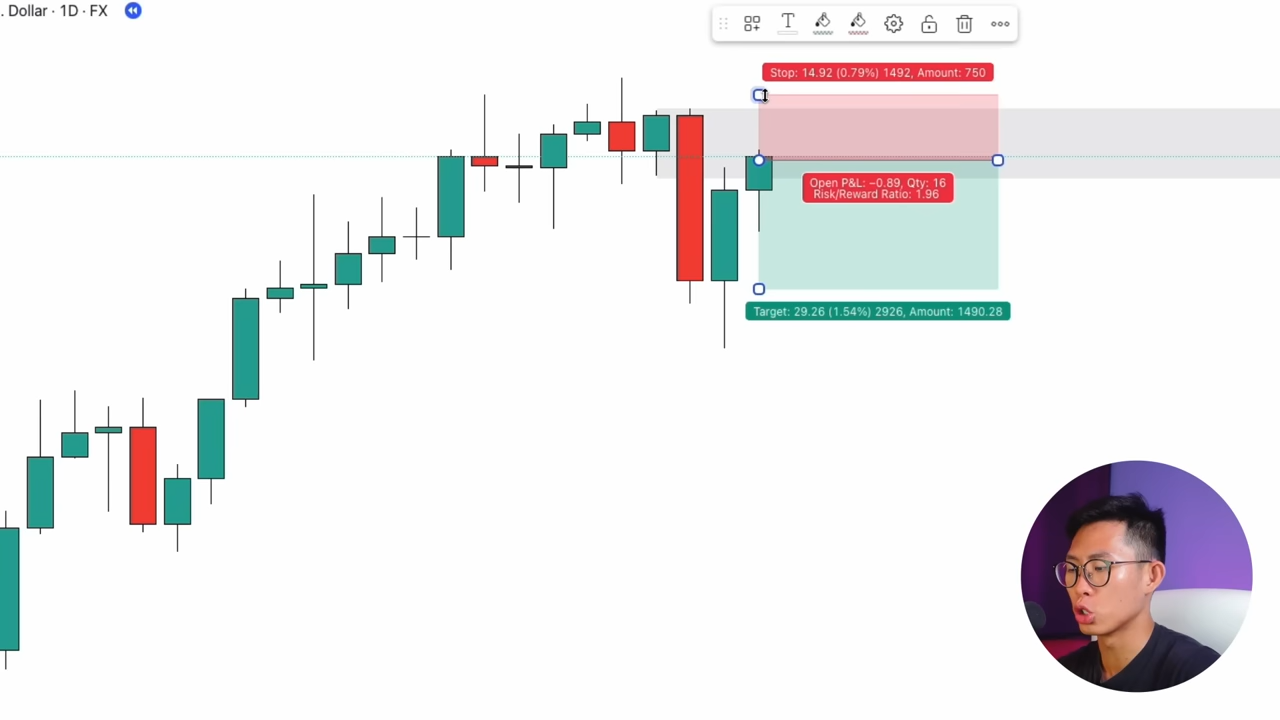 . Dollar · 1D · FX
T
Stop: 14.92 (0.79%) 1492, Amount: 750
Open P&L: −0.89, Qty: 16
Risk/Reward Ratio: 1.96
Target: 29.26 (1.54%) 2926, Amount: 1490.28